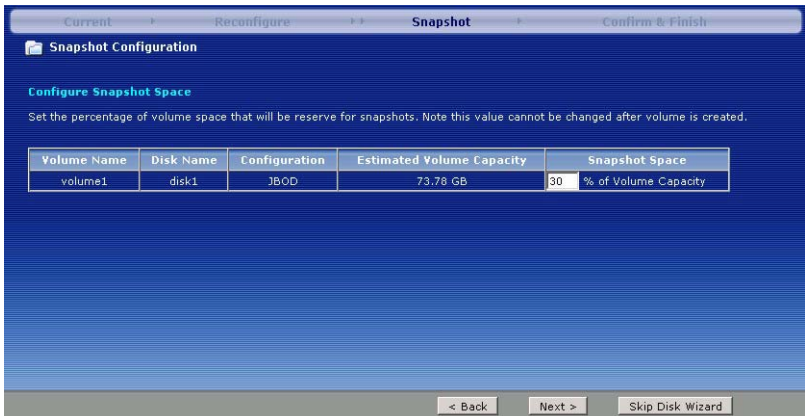 Current Reconfigure Snapshot Confirm & Finish
Snapshot Configuration
Configure Snapshot Space
Set the percentage of volume space that will be reserve for snapshots. Note this value cannot be changed after volume is created.
Volume Name Disk Name Configuration Estimated Volume Capacity Snapshot Space
volume1 disk1 JBOD 73.78 GB 30 % of Volume Capacity
< Back Next > Skip Disk Wizard